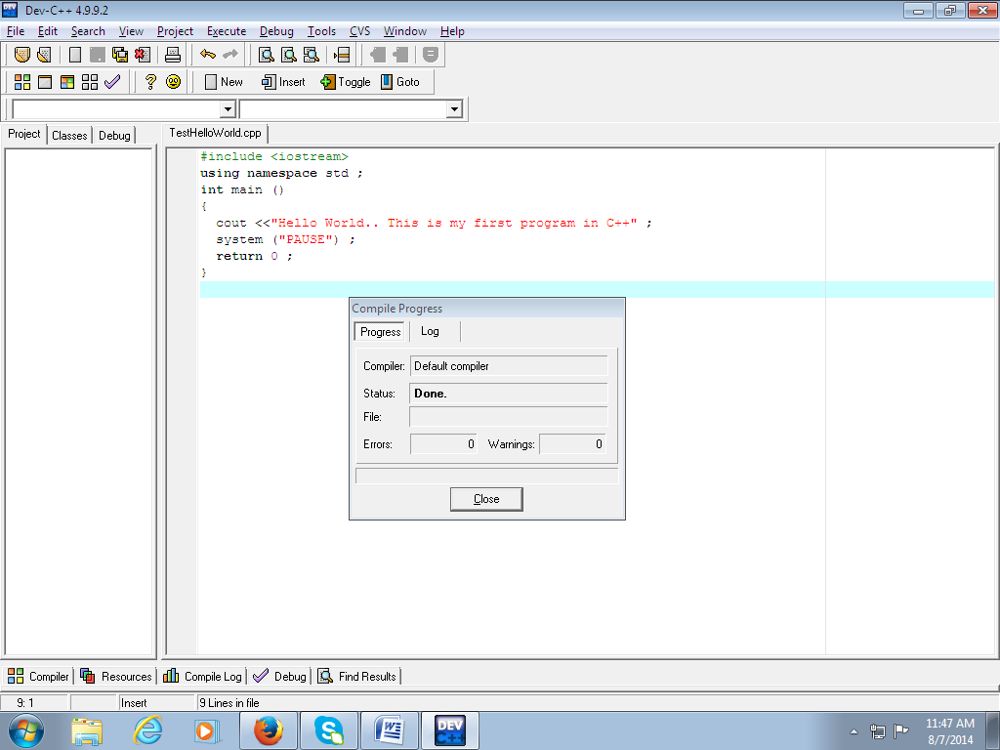 Dev-C++ 4.9.9.2
File Edit Search View Project Execute Debug Tools CVS Window Help
New Insert Toggle Goto
Project Classes Debug
TestHelloWorld.cpp
#include <iostream>
using namespace std ;
int main ()
{
cout <<"Hello World.. This is my first program in C++" ;
system ("PAUSE") ;
return 0 ;
}
Compile Progress
Progress Log
Compiler: Default compiler
Status: Done.
File:
Errors: 0 Warnings: 0
Close
Compiler Resources Compile Log Debug Find Results
9: 1 Insert 9 Lines in file
DEV
C++
11:47 AM
8/7/2014